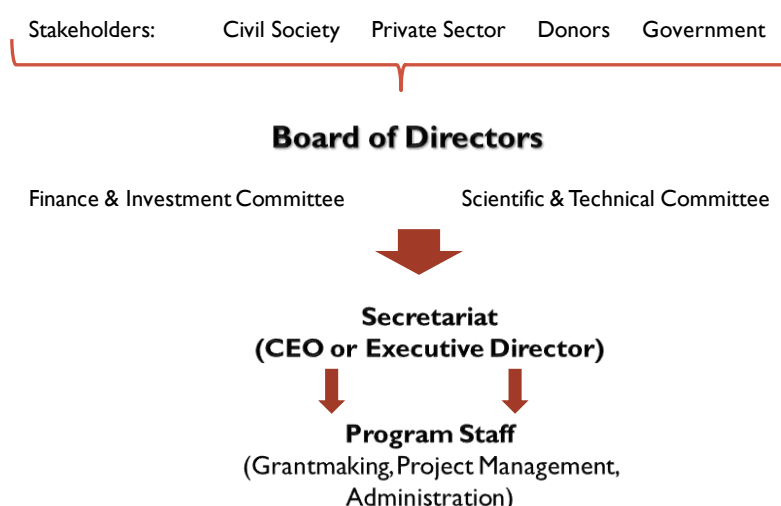 Stakeholders: Civil Society Private Sector Donors Government
Board of Directors
Finance & Investment Committee Scientific & Technical Committee
Secretariat
(CEO or Executive Director)
Program Staff
(Grantmaking, Project Management,
Administration)